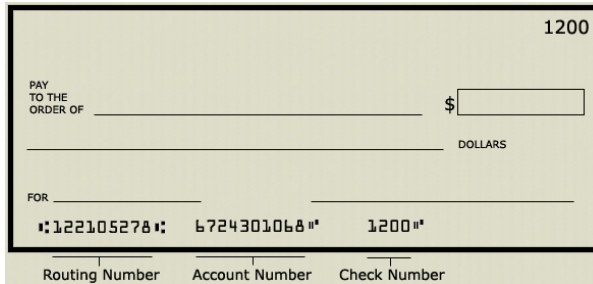 1200
PAY
TO THE
ORDER OF $
DOLLARS
FOR
⑆122105278⑆ 6724301068⑈ 1200⑈
Routing Number Account Number Check Number